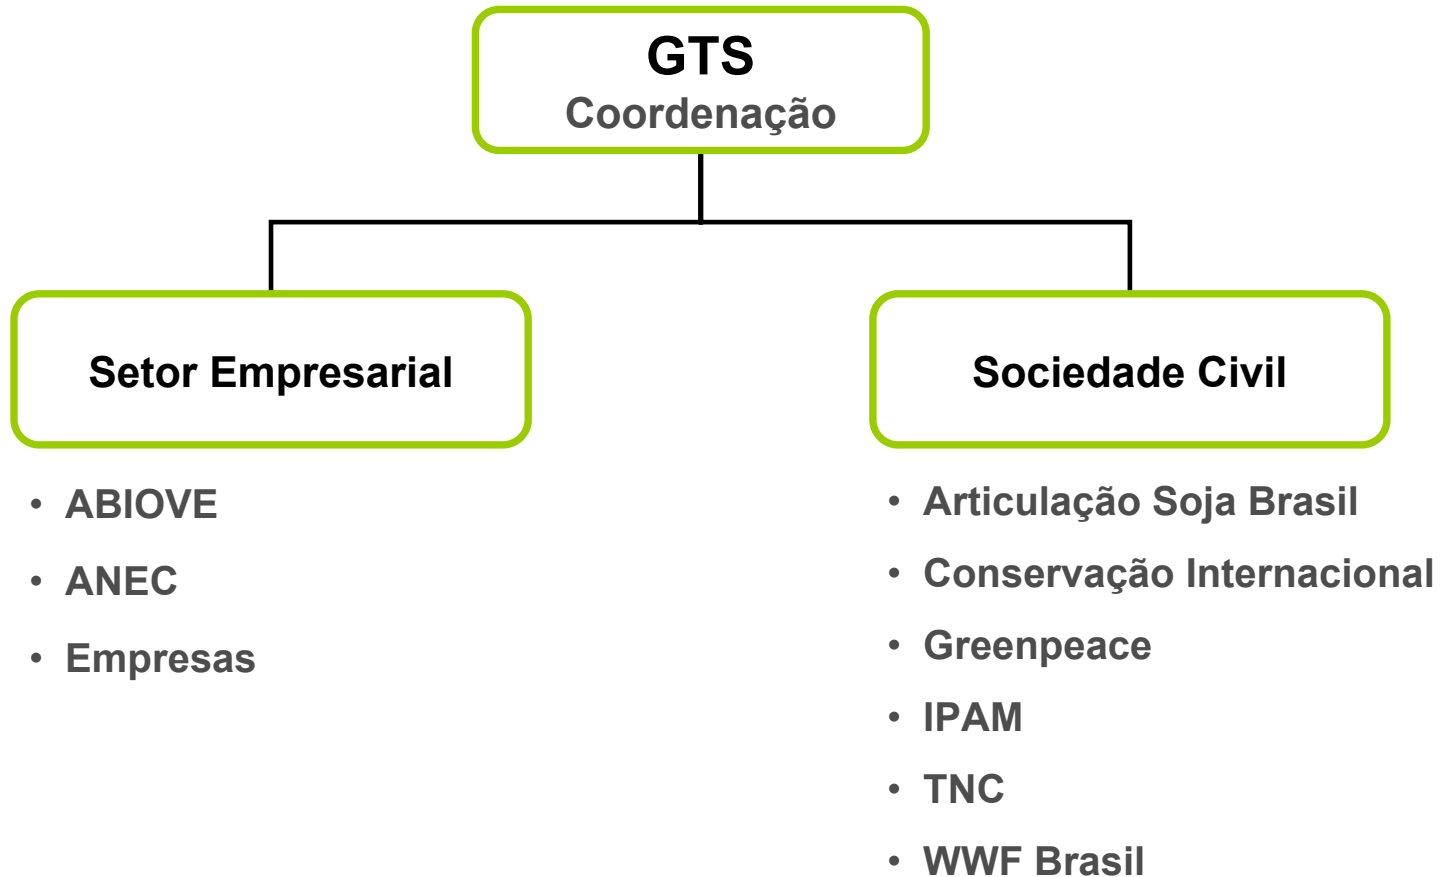 GTS
Coordenação
Setor Empresarial
• ABIOVE
• ANEC
• Empresas
Sociedade Civil
• Articulação Soja Brasil
• Conservação Internacional
• Greenpeace
• IPAM
• TNC
• WWF Brasil